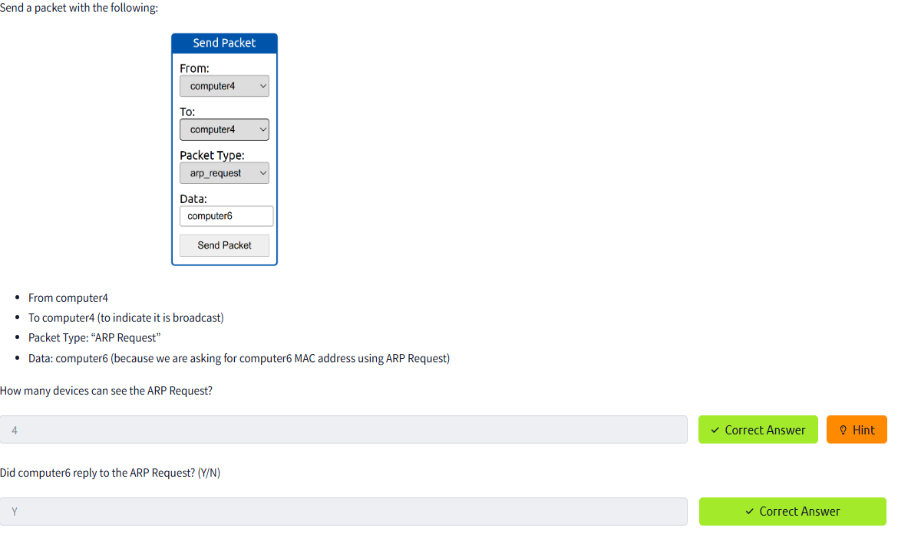 Send a packet with the following:
Send Packet
From:
computer4
To:
computer4
Packet Type:
arp_request
Data:
computer6
Send Packet
• From computer4
• To computer4 (to indicate it is broadcast)
• Packet Type: “ARP Request”
• Data: computer6 (because we are asking for computer6 MAC address using ARP Request)
How many devices can see the ARP Request?
4
✓ Correct Answer
Hint
Did computer6 reply to the ARP Request? (Y/N)
Y
✓ Correct Answer